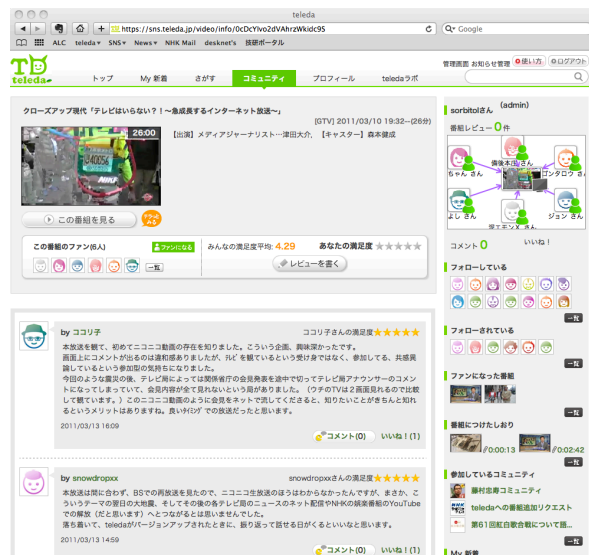 teleda
https://sns.teleda.jp/video/info/0cDcYlvo2dVAhrzWkidc9S
Google
ALC teleda▼ SNS▼ News▼ NHK Mail desknet's 技研ポータル
管理画面 お知らせ管理 使い方 ログアウト
teleda
トップ My 新着 さがす コミュニティ プロフィール teledaラボ
クローズアップ現代「テレビはいらない？！〜急成長するインターネット放送〜」
[GTV] 2011/03/10 19:32--(26分)
26:00
【出演】メディアジャーナリスト…津田大介, 【キャスター】森本健成
この番組を見る
この番組のファン(6人)
ファンになる
一覧
みんなの満足度平均: 4.29
あなたの満足度
レビューを書く
by ココリ子
ココリ子さんの満足度
本放送を観て、初めてニコニコ動画の存在を知りました。こういう企画、興味深かったです。
画面上にコメントが出るのは違和感ありましたが、ﾃﾚﾋﾞを観ているという受け身ではなく、参加してる、共感異
論しているという参加型の気持ちになりました。
今回のような震災の後、テレビ局によっては関係省庁の会見発表を途中で切ってテレビ局アナウンサーのコメン
トになってしまっていて、会見内容が全て見れないという局がありました。（ウチのTVは２画面見れるので比較
して観ています。）このニコニコ動画のように会見をネットで流してくださると、知りたいことがきちんと知れ
るというメリットはありますね。良いﾀｲﾐﾝｸﾞでの放送だったと思います。
2011/03/13 16:09
コメント(0) いいね！(1)
by snowdropxx
snowdropxxさんの満足度
本放送は間に合わず、BSでの再放送を見たので、ニコニコ生放送のほうはわからなかったんですが、まさか、こ
ういうテーマの翌日の大地震、そしてその後の各テレビ局のニュースのネット配信やNHKの娯楽番組のYouTube
での解放（だと思います）へとつながるとは思いませんでした。
落ち着いて、teledaがバージョンアップされたときに、振り返って話せる日がくるといいなと思います。
2011/03/13 14:59
コメント(0) いいね！(1)
sorbitolさん (admin)
番組レビュー 0件
備後本庄 さん
ちゃん さん
ゴンタロウ さ
よし さん
ジョン さん
コメント 0
いいね！
フォローしている
一覧
フォローされている
一覧
ファンになった番組
一覧
番組につけたしおり
0:00:13
0:02:42
一覧
参加しているコミュニティ
藤村忠寿コミュニティ
teledaへの番組追加リクエスト
第61回紅白歌合戦について語...
一覧
My 新着